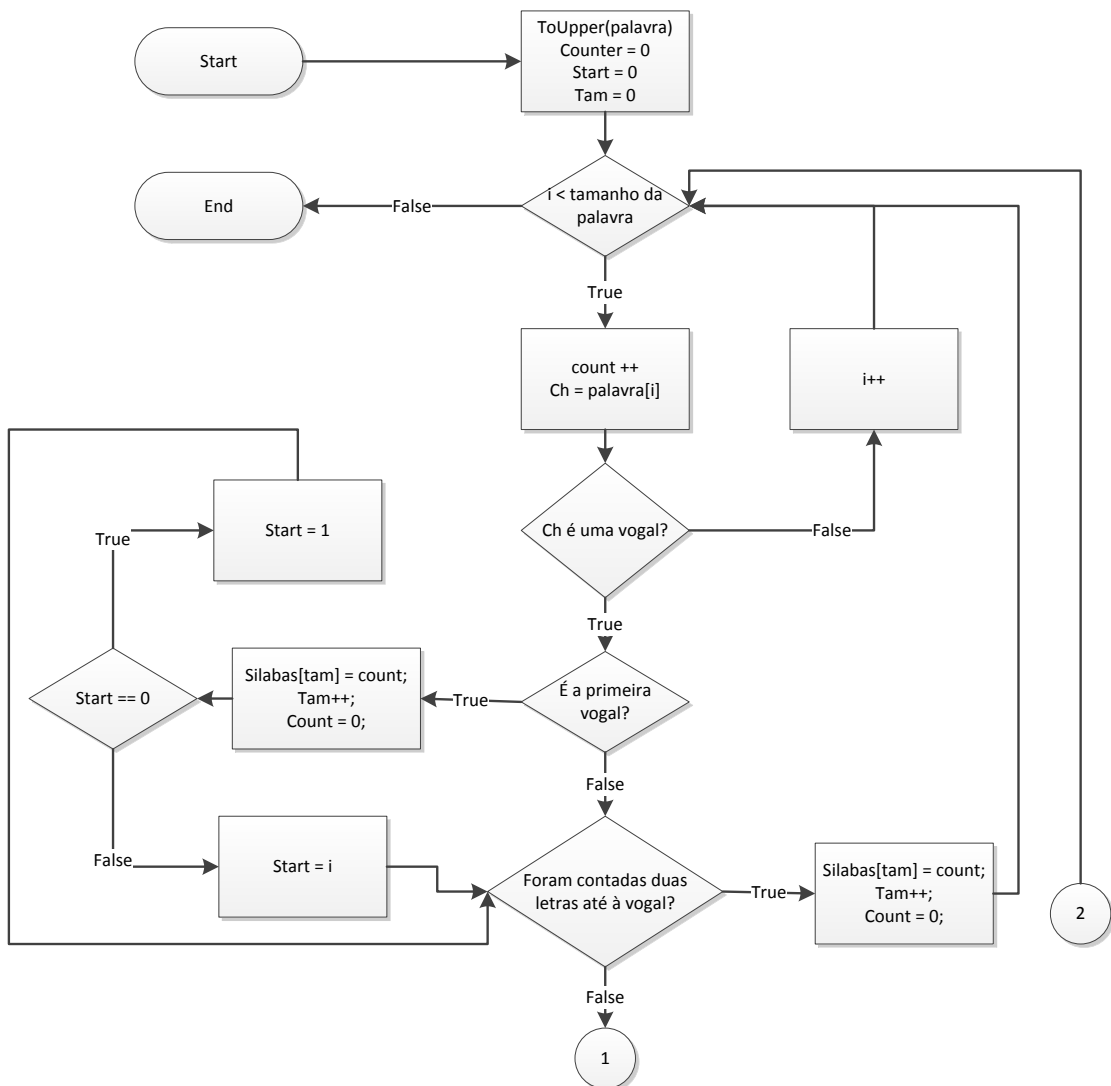 Start
ToUpper(palavra)
Counter = 0
Start = 0
Tam = 0
End
False
i < tamanho da
palavra
True
count ++
Ch = palavra[i]
i++
Start = 1
True
Ch é uma vogal?
False
True
Start == 0
Silabas[tam] = count;
Tam++;
Count = 0;
True
É a primeira
vogal?
False
False
Start = i
Foram contadas duas
letras até à vogal?
True
Silabas[tam] = count;
Tam++;
Count = 0;
2
False
1